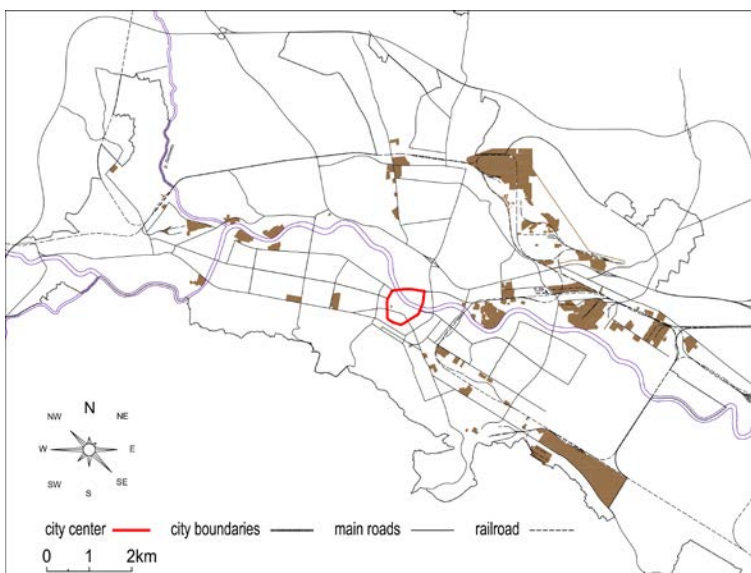 NW N NE
W E
SW S SE
city center city boundaries main roads railroad
0 1 2km